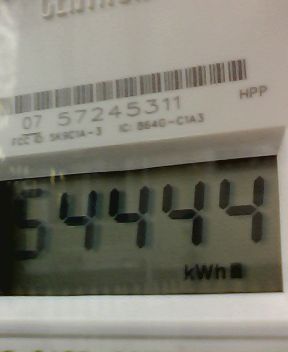 07 57245311
HPP
FCC ID: SK9C1A-3 IC: 864G-C1A3
54444
kWh